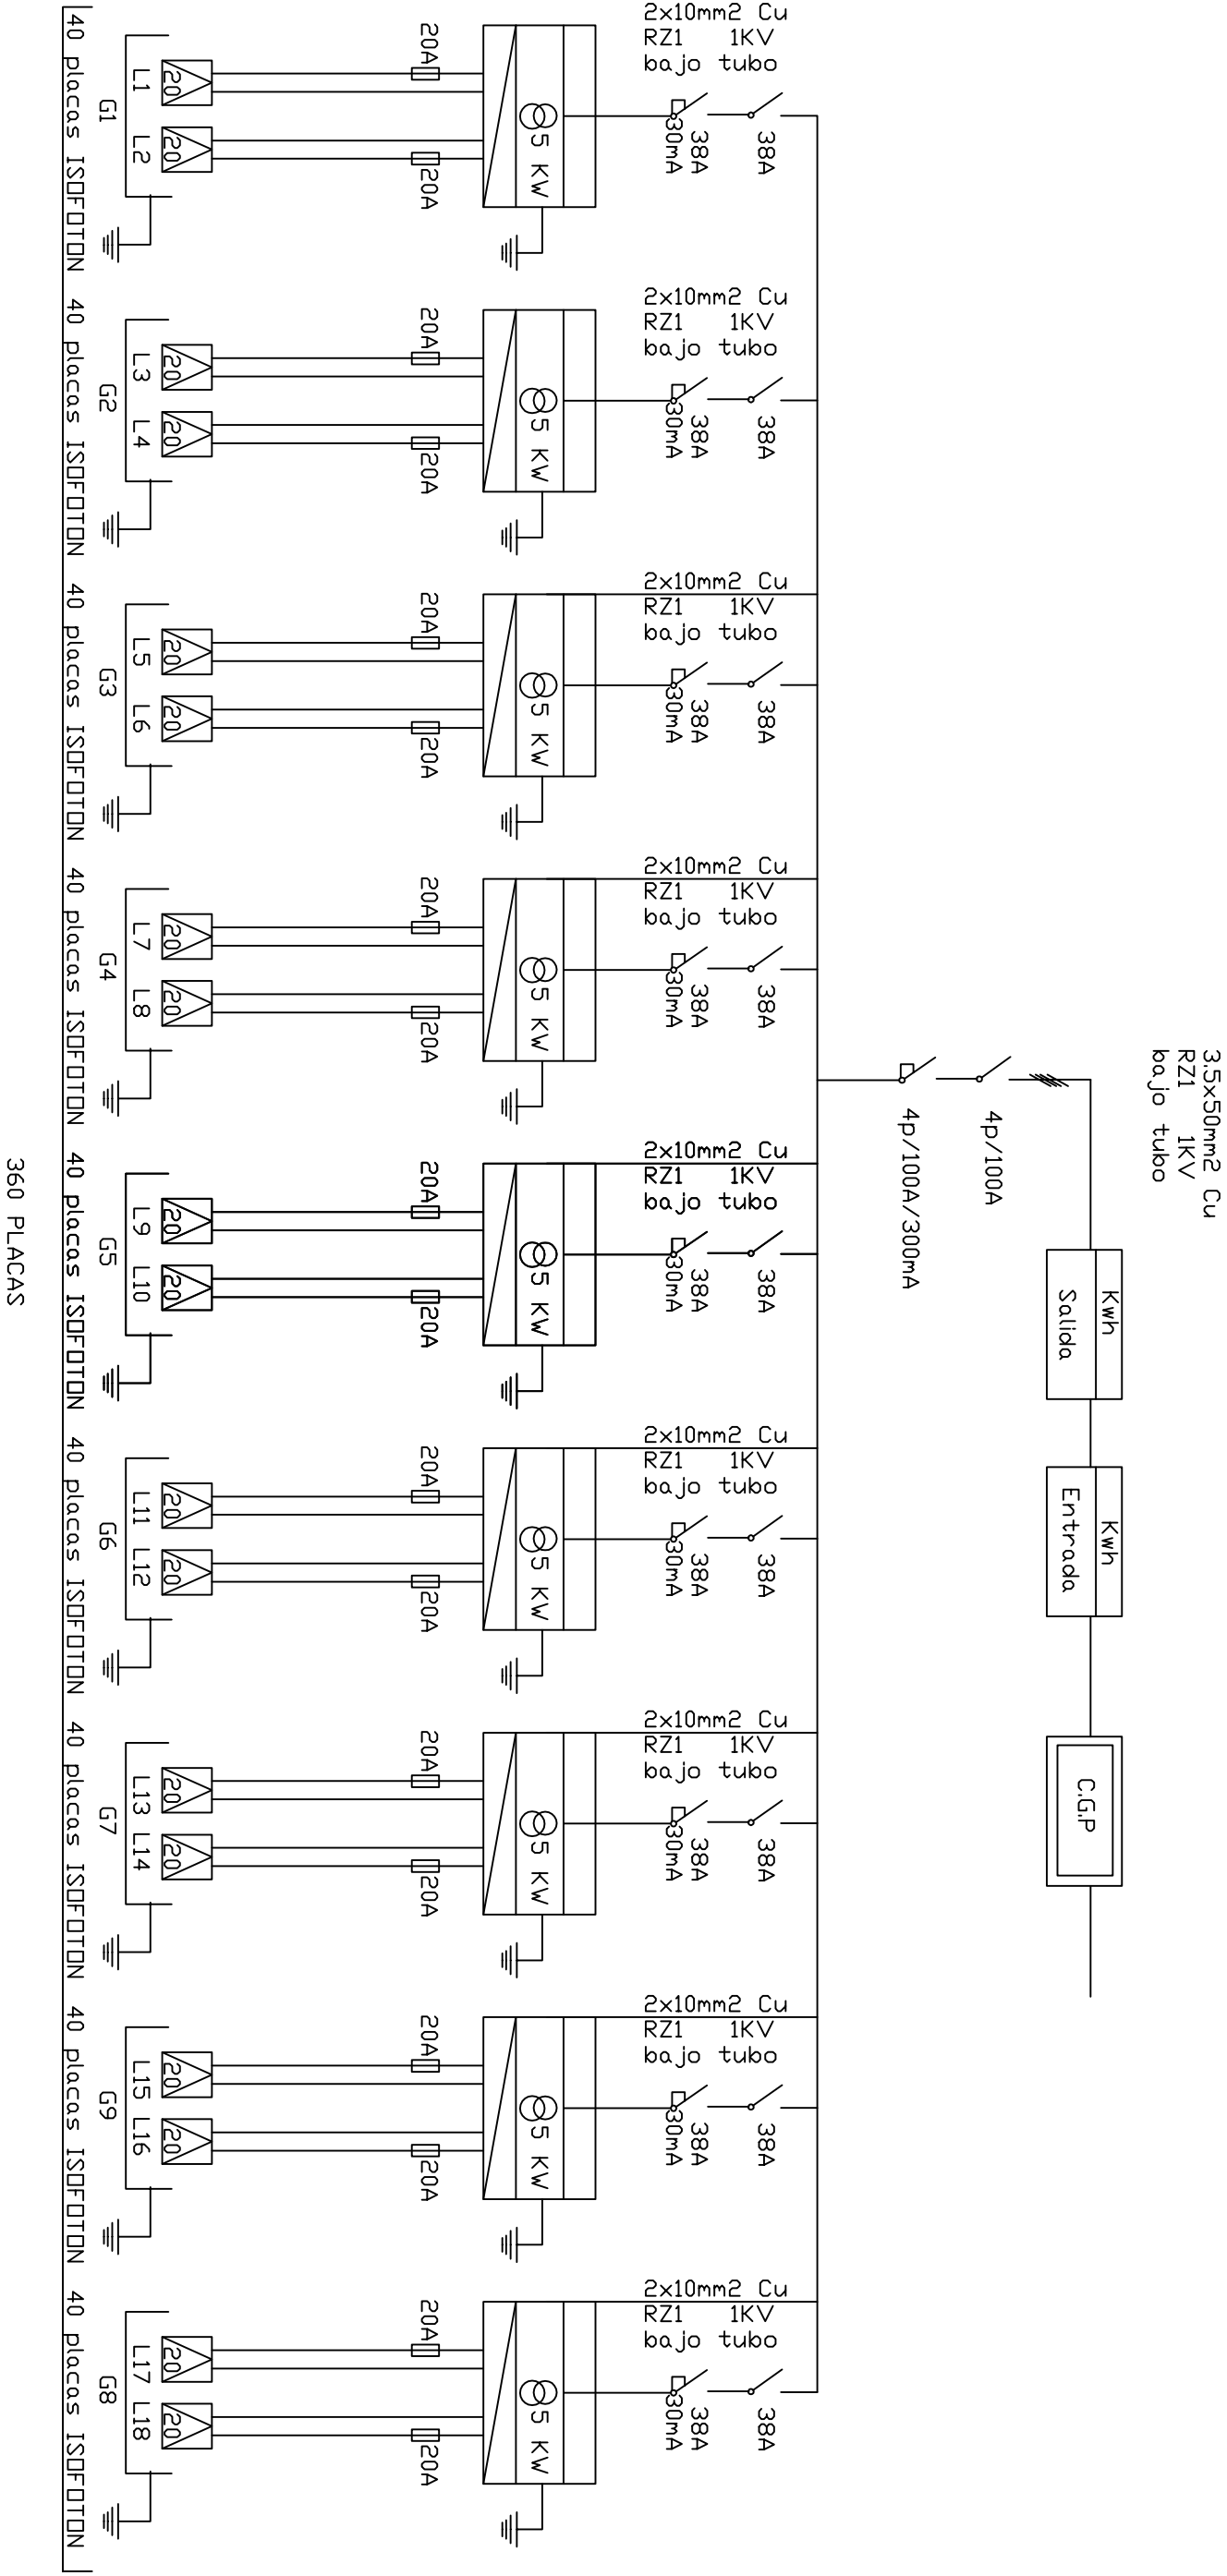 3.5x50mm2 Cu
RZ1 1KV
bajo tubo
Kwh
Salida
Kwh
Entrada
C.G.P
4p/100A
4p/100A/300mA
2x10mm2 Cu
RZ1 1KV
bajo tubo
38A
38A
30mA
5 KW
20A
20A
20
20
L1
L2
G1
40 placas ISOFOTON
2x10mm2 Cu
RZ1 1KV
bajo tubo
38A
38A
30mA
5 KW
20A
20A
20
20
L3
L4
G2
40 placas ISOFOTON
2x10mm2 Cu
RZ1 1KV
bajo tubo
38A
38A
30mA
5 KW
20A
20A
20
20
L5
L6
G3
40 placas ISOFOTON
2x10mm2 Cu
RZ1 1KV
bajo tubo
38A
38A
30mA
5 KW
20A
20A
20
20
L7
L8
G4
40 placas ISOFOTON
2x10mm2 Cu
RZ1 1KV
bajo tubo
38A
38A
30mA
5 KW
20A
20A
20
20
L9
L10
G5
40 placas ISOFOTON
2x10mm2 Cu
RZ1 1KV
bajo tubo
38A
38A
30mA
5 KW
20A
20A
20
20
L11
L12
G6
40 placas ISOFOTON
2x10mm2 Cu
RZ1 1KV
bajo tubo
38A
38A
30mA
5 KW
20A
20A
20
20
L13
L14
G7
40 placas ISOFOTON
2x10mm2 Cu
RZ1 1KV
bajo tubo
38A
38A
30mA
5 KW
20A
20A
20
20
L15
L16
G9
40 placas ISOFOTON
2x10mm2 Cu
RZ1 1KV
bajo tubo
38A
38A
30mA
5 KW
20A
20A
20
20
L17
L18
G8
40 placas ISOFOTON
360 PLACAS